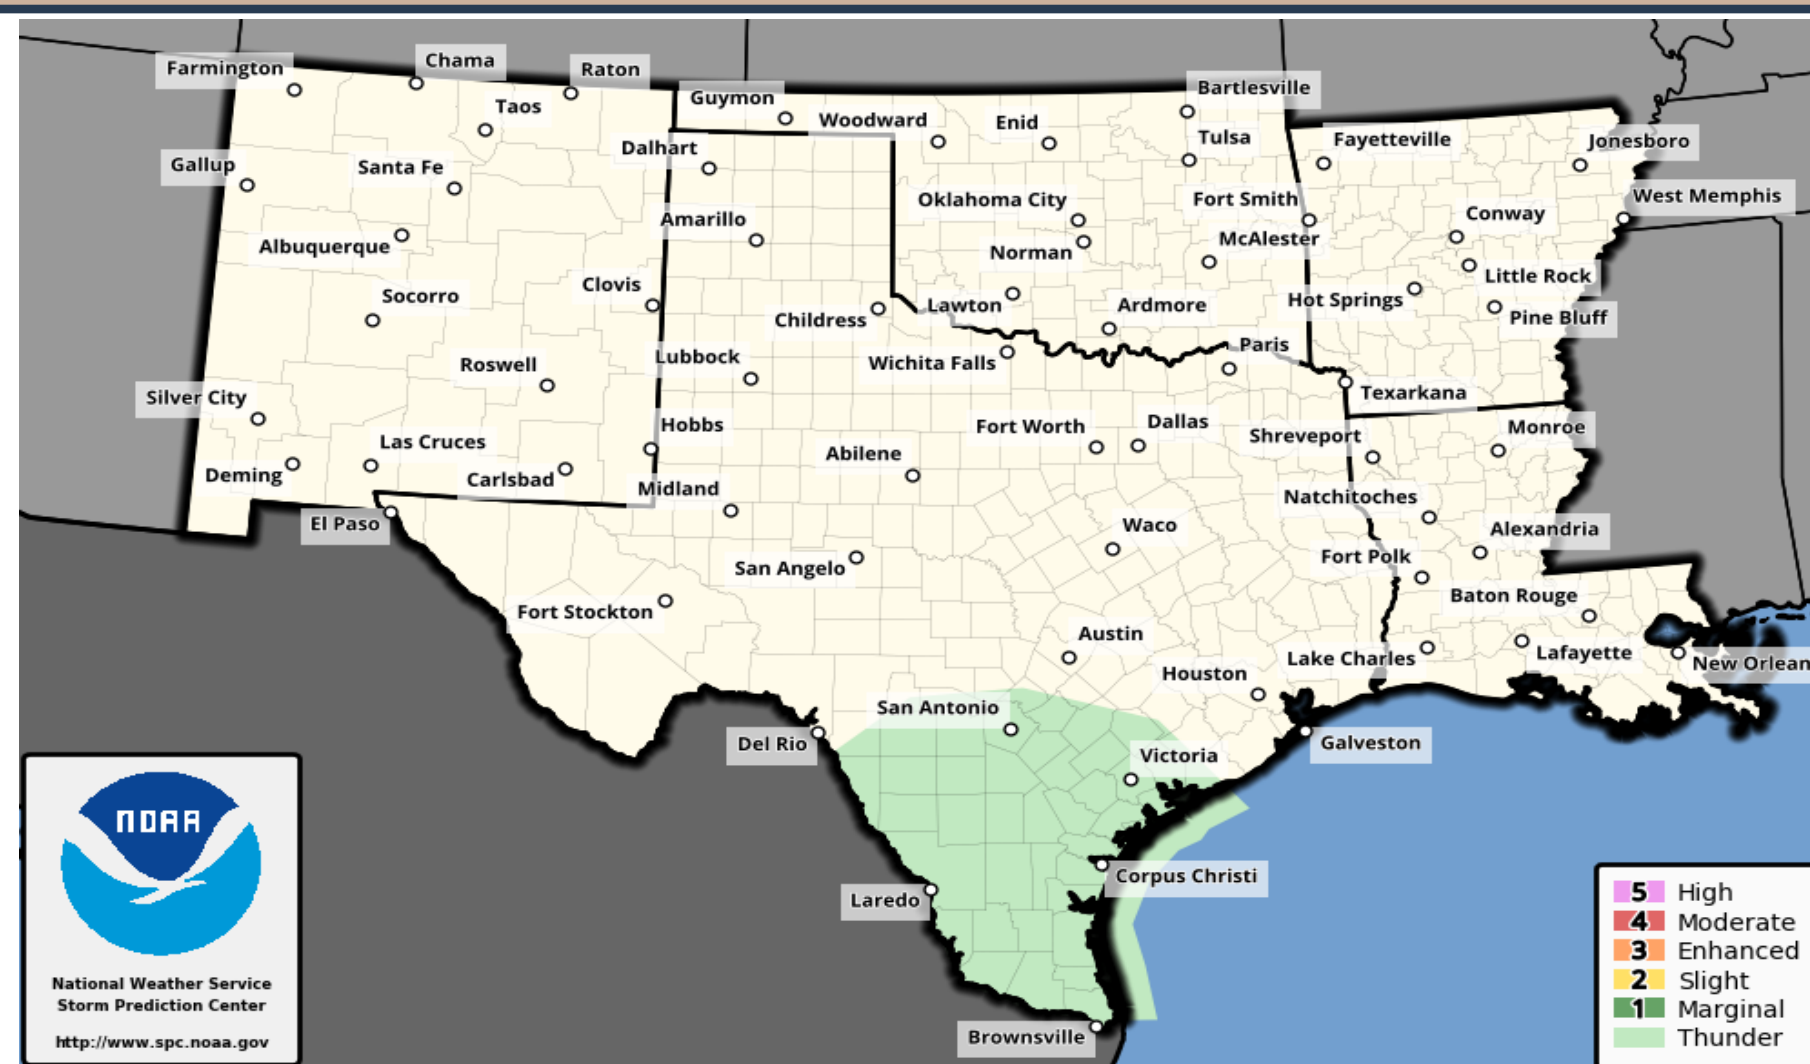 Farmington
Chama
Raton
Taos
Guymon
Woodward
Enid
Bartlesville
Tulsa
Fayetteville
Jonesboro
Gallup
Santa Fe
Dalhart
Oklahoma City
Fort Smith
West Memphis
Amarillo
Conway
Albuquerque
Norman
McAlester
Little Rock
Socorro
Clovis
Childress
Lawton
Ardmore
Hot Springs
Pine Bluff
Roswell
Lubbock
Wichita Falls
Paris
Texarkana
Silver City
Hobbs
Fort Worth
Dallas
Shreveport
Monroe
Las Cruces
Abilene
Deming
Carlsbad
Midland
Natchitoches
El Paso
Waco
Alexandria
San Angelo
Fort Polk
Fort Stockton
Baton Rouge
Austin
Lake Charles
Lafayette
New Orlean
Houston
San Antonio
Del Rio
Victoria
Galveston
Laredo
Corpus Christi
Brownsville
NOAA
National Weather Service
Storm Prediction Center
http://www.spc.noaa.gov
5 High
4 Moderate
3 Enhanced
2 Slight
1 Marginal
Thunder